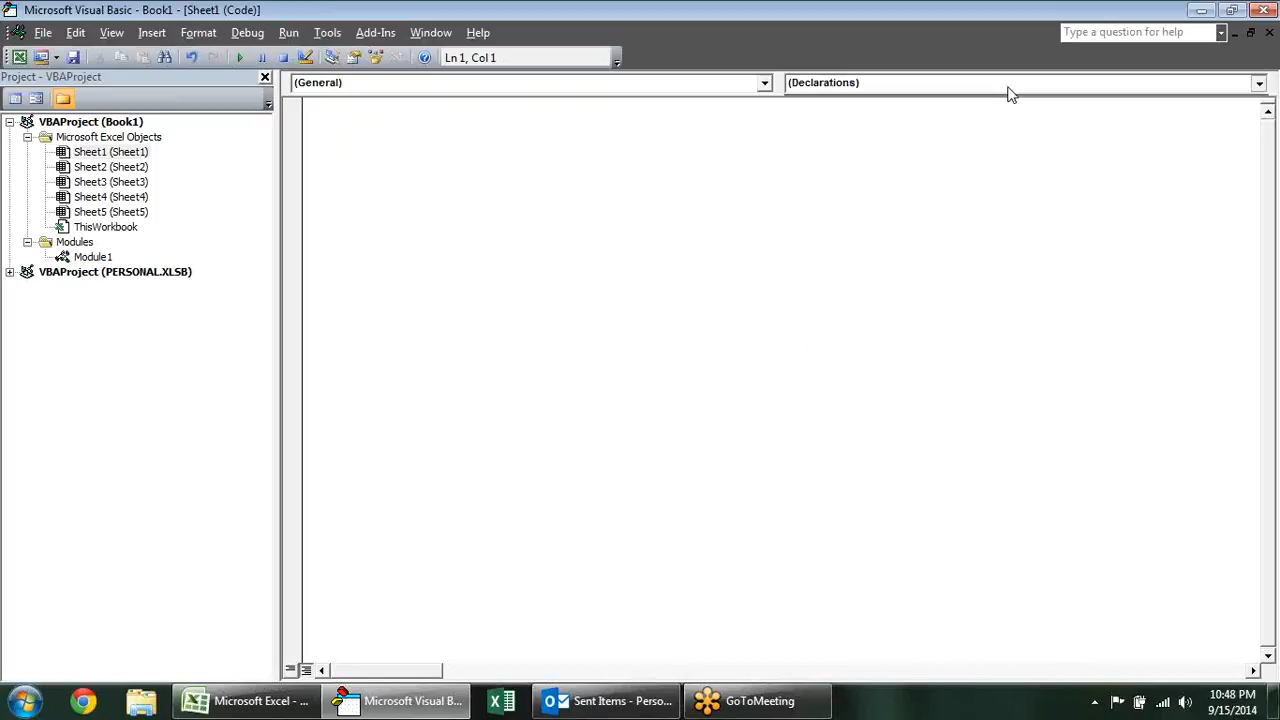 Microsoft Visual Basic - Book1 - [Sheet1 (Code)]
File Edit View Insert Format Debug Run Tools Add-Ins Window Help
Type a question for help
Ln 1, Col 1
Project - VBAProject
(General)
(Declarations)
VBAProject (Book1)
Microsoft Excel Objects
Sheet1 (Sheet1)
Sheet2 (Sheet2)
Sheet3 (Sheet3)
Sheet4 (Sheet4)
Sheet5 (Sheet5)
ThisWorkbook
Modules
Module1
VBAProject (PERSONAL.XLSB)
Microsoft Excel - ...
Microsoft Visual B...
Sent Items - Perso...
GoToMeeting
10:48 PM
9/15/2014